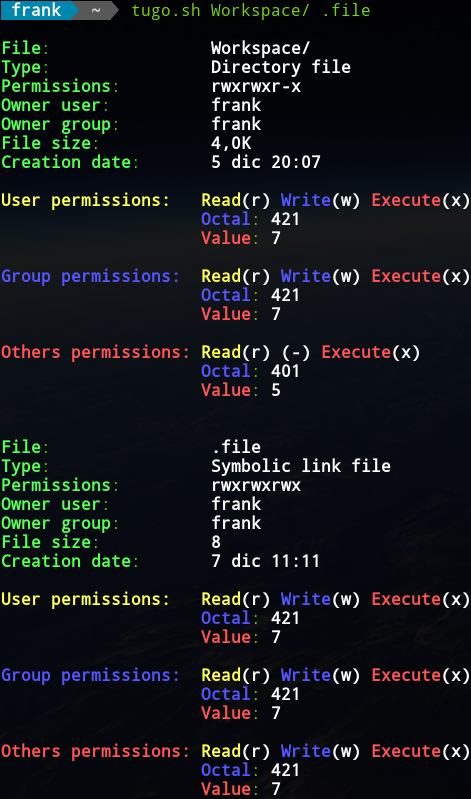 frank ~ tugo.sh Workspace/ .file
File: Workspace/
Type: Directory file
Permissions: rwxrwxr-x
Owner user: frank
Owner group: frank
File size: 4,0K
Creation date: 5 dic 20:07
User permissions: Read(r) Write(w) Execute(x)
Octal: 421
Value: 7
Group permissions: Read(r) Write(w) Execute(x)
Octal: 421
Value: 7
Others permissions: Read(r) (-) Execute(x)
Octal: 401
Value: 5
File: .file
Type: Symbolic link file
Permissions: rwxrwxrwx
Owner user: frank
Owner group: frank
File size: 8
Creation date: 7 dic 11:11
User permissions: Read(r) Write(w) Execute(x)
Octal: 421
Value: 7
Group permissions: Read(r) Write(w) Execute(x)
Octal: 421
Value: 7
Others permissions: Read(r) Write(w) Execute(x)
Octal: 421
Value: 7